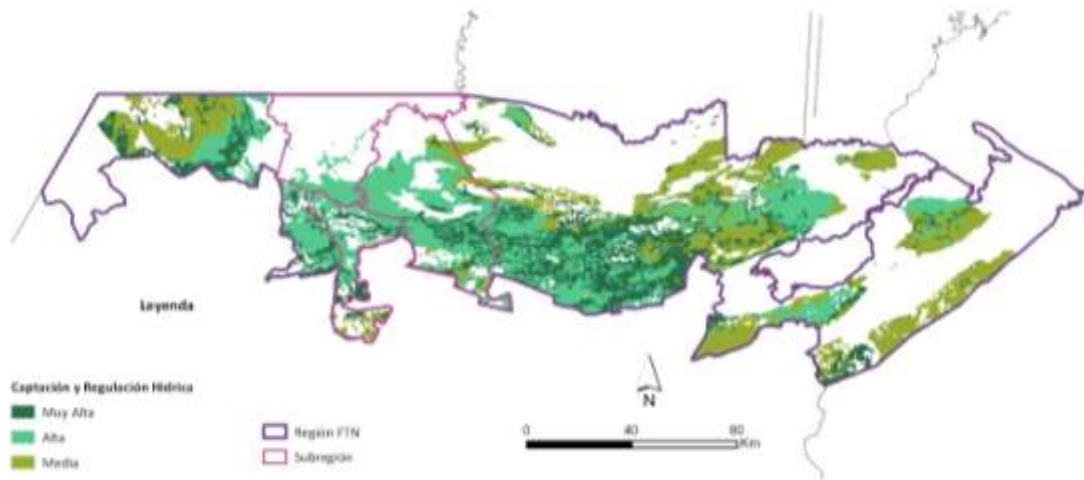 Leyenda
Captación y Regulación Hídrica
Muy Alta
Alta
Media
Región FTN
Subregión
N
0 40 80
Km